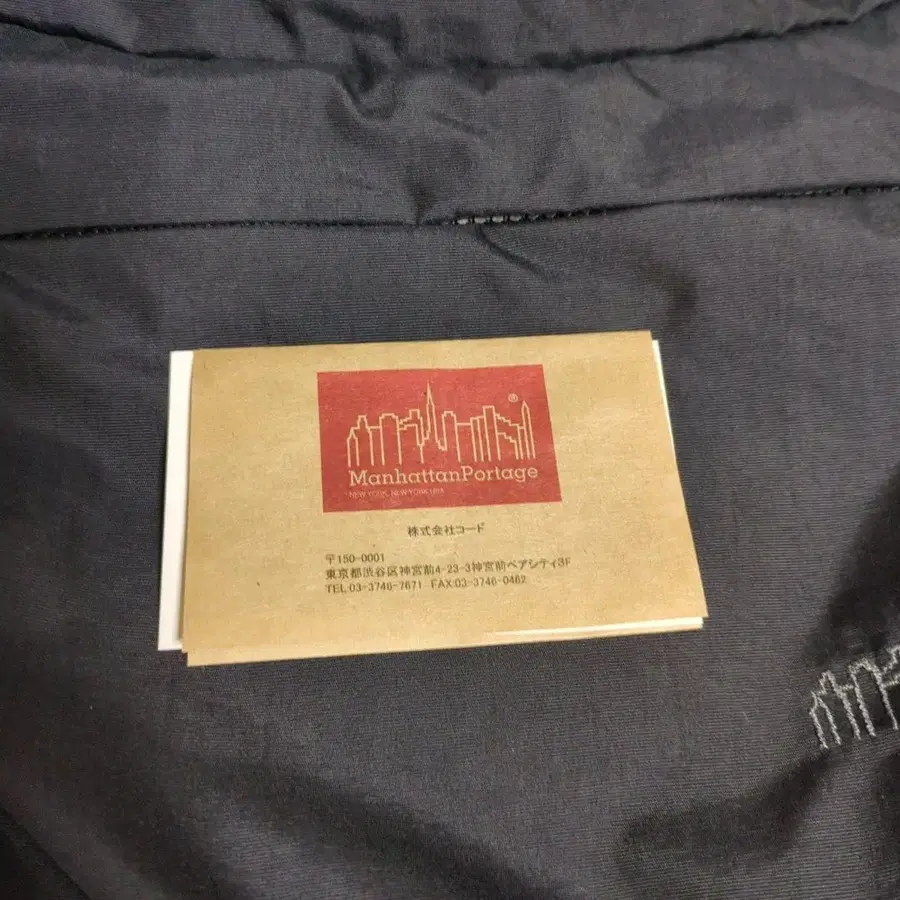 ®
ManhattanPortage
NEW YORK, NEW YORK USA
株式会社コード
〒150-0001
東京都渋谷区神宮前4-23-3神宮前ベアシティ3F
TEL.03-3746-7671 FAX:03-3746-0462